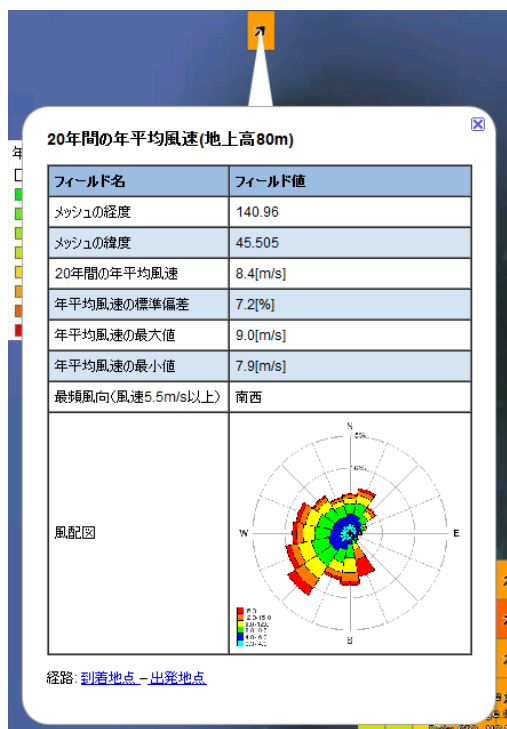 年
20年間の年平均風速(地上高80m)
フィールド名 フィールド値
メッシュの経度 140.96
メッシュの緯度 45.505
20年間の年平均風速 8.4[m/s]
年平均風速の標準偏差 7.2[%]
年平均風速の最大値 9.0[m/s]
年平均風速の最小値 7.9[m/s]
最頻風向(風速5.5m/s以上) 南西
風配図
N
W
E
経路: 到着地点 – 出発地点